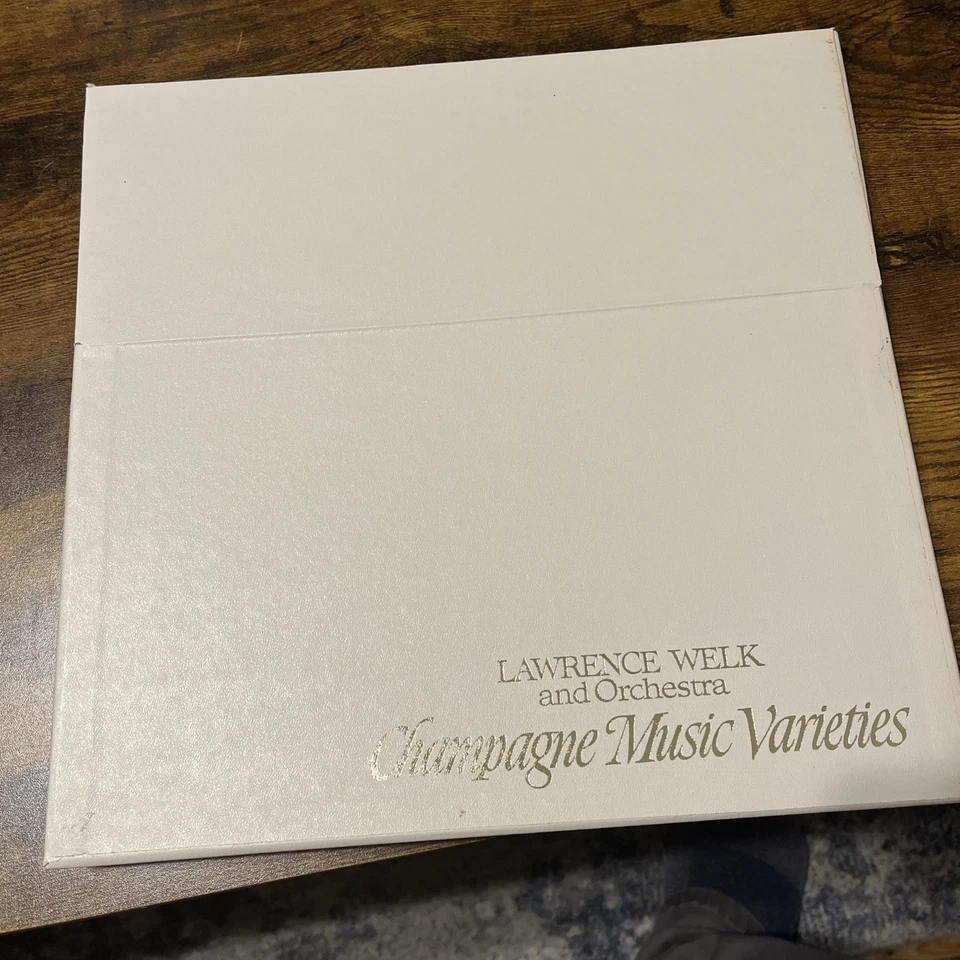 LAWRENCE WELK
and Orchestra
Champagne Music Varieties